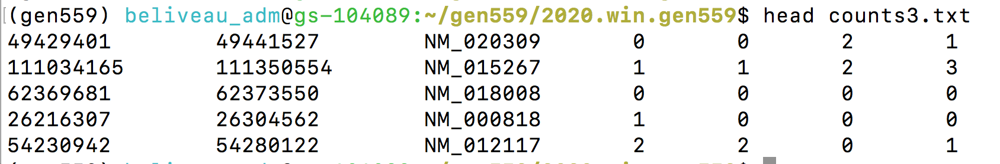 (gen559) beliveau_adm@gs-104089:~/gen559/2020.win.gen559$ head counts3.txt
49429401 49441527 NM_020309 0 0 2 1
111034165 111350554 NM_015267 1 1 2 3
62369681 62373550 NM_018008 0 0 0 0
26216307 26304562 NM_000818 1 0 0 0
54230942 54280122 NM_012117 2 2 0 1